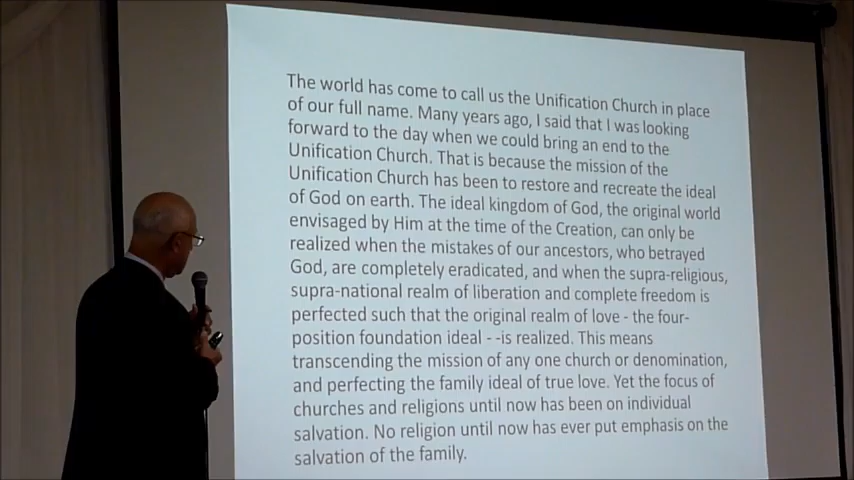 The world has come to call us the Unification Church in place
of our full name. Many years ago, I said that I was looking
forward to the day when we could bring an end to the
Unification Church. That is because the mission of the
Unification Church has been to restore and recreate the ideal
of God on earth. The ideal kingdom of God, the original world
envisaged by Him at the time of the Creation, can only be
realized when the mistakes of our ancestors, who betrayed
God, are completely eradicated, and when the supra-religious,
supra-national realm of liberation and complete freedom is
perfected such that the original realm of love - the four-
position foundation ideal - -is realized. This means
transcending the mission of any one church or denomination,
and perfecting the family ideal of true love. Yet the focus of
churches and religions until now has been on individual
salvation. No religion until now has ever put emphasis on the
salvation of the family.